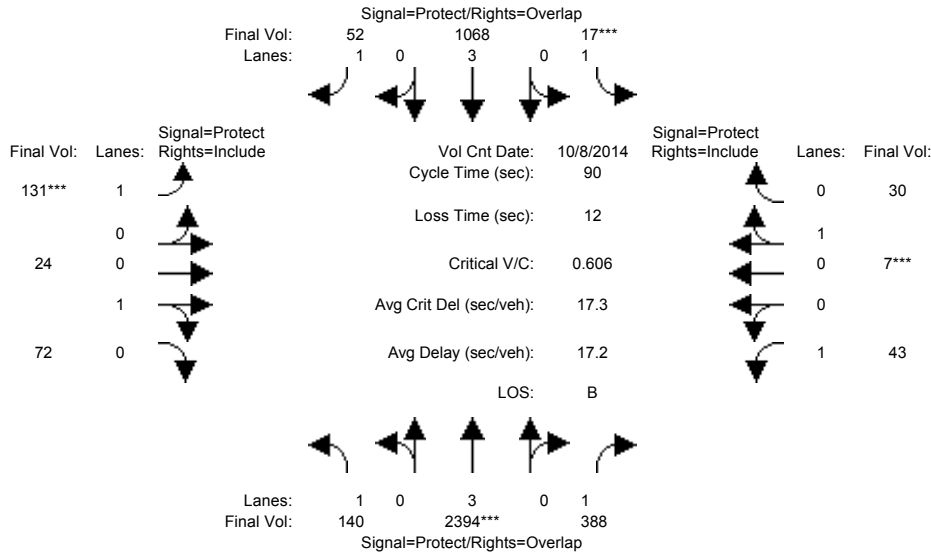 Signal=Protect/Rights=Overlap
Final Vol: 52 1068 17***
Lanes: 1 0 3 0 1
Signal=Protect Signal=Protect
Final Vol: Lanes: Rights=Include Vol Cnt Date: 10/8/2014 Rights=Include Lanes: Final Vol:
Cycle Time (sec): 90
131*** 1 0 30
Loss Time (sec): 12
0 1
24 0 Critical V/C: 0.606 0 7***
1 Avg Crit Del (sec/veh): 17.3 0
72 0 Avg Delay (sec/veh): 17.2 1 43
LOS: B
Lanes: 1 0 3 0 1
Final Vol: 140 2394*** 388
Signal=Protect/Rights=Overlap